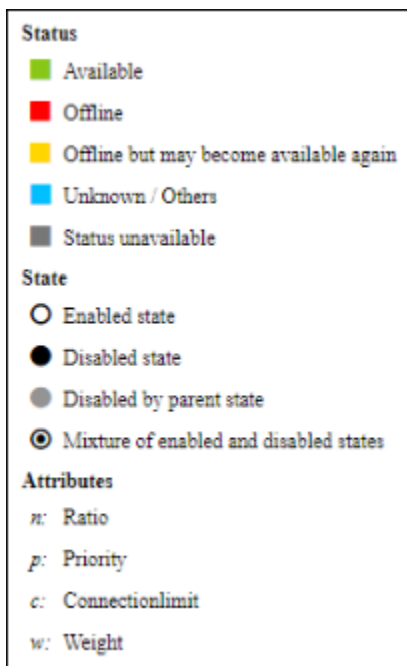 Status
Available
Offline
Offline but may become available again
Unknown / Others
Status unavailable
State
Enabled state
Disabled state
Disabled by parent state
Mixture of enabled and disabled states
Attributes
n: Ratio
p: Priority
c: Connectionlimit
w: Weight